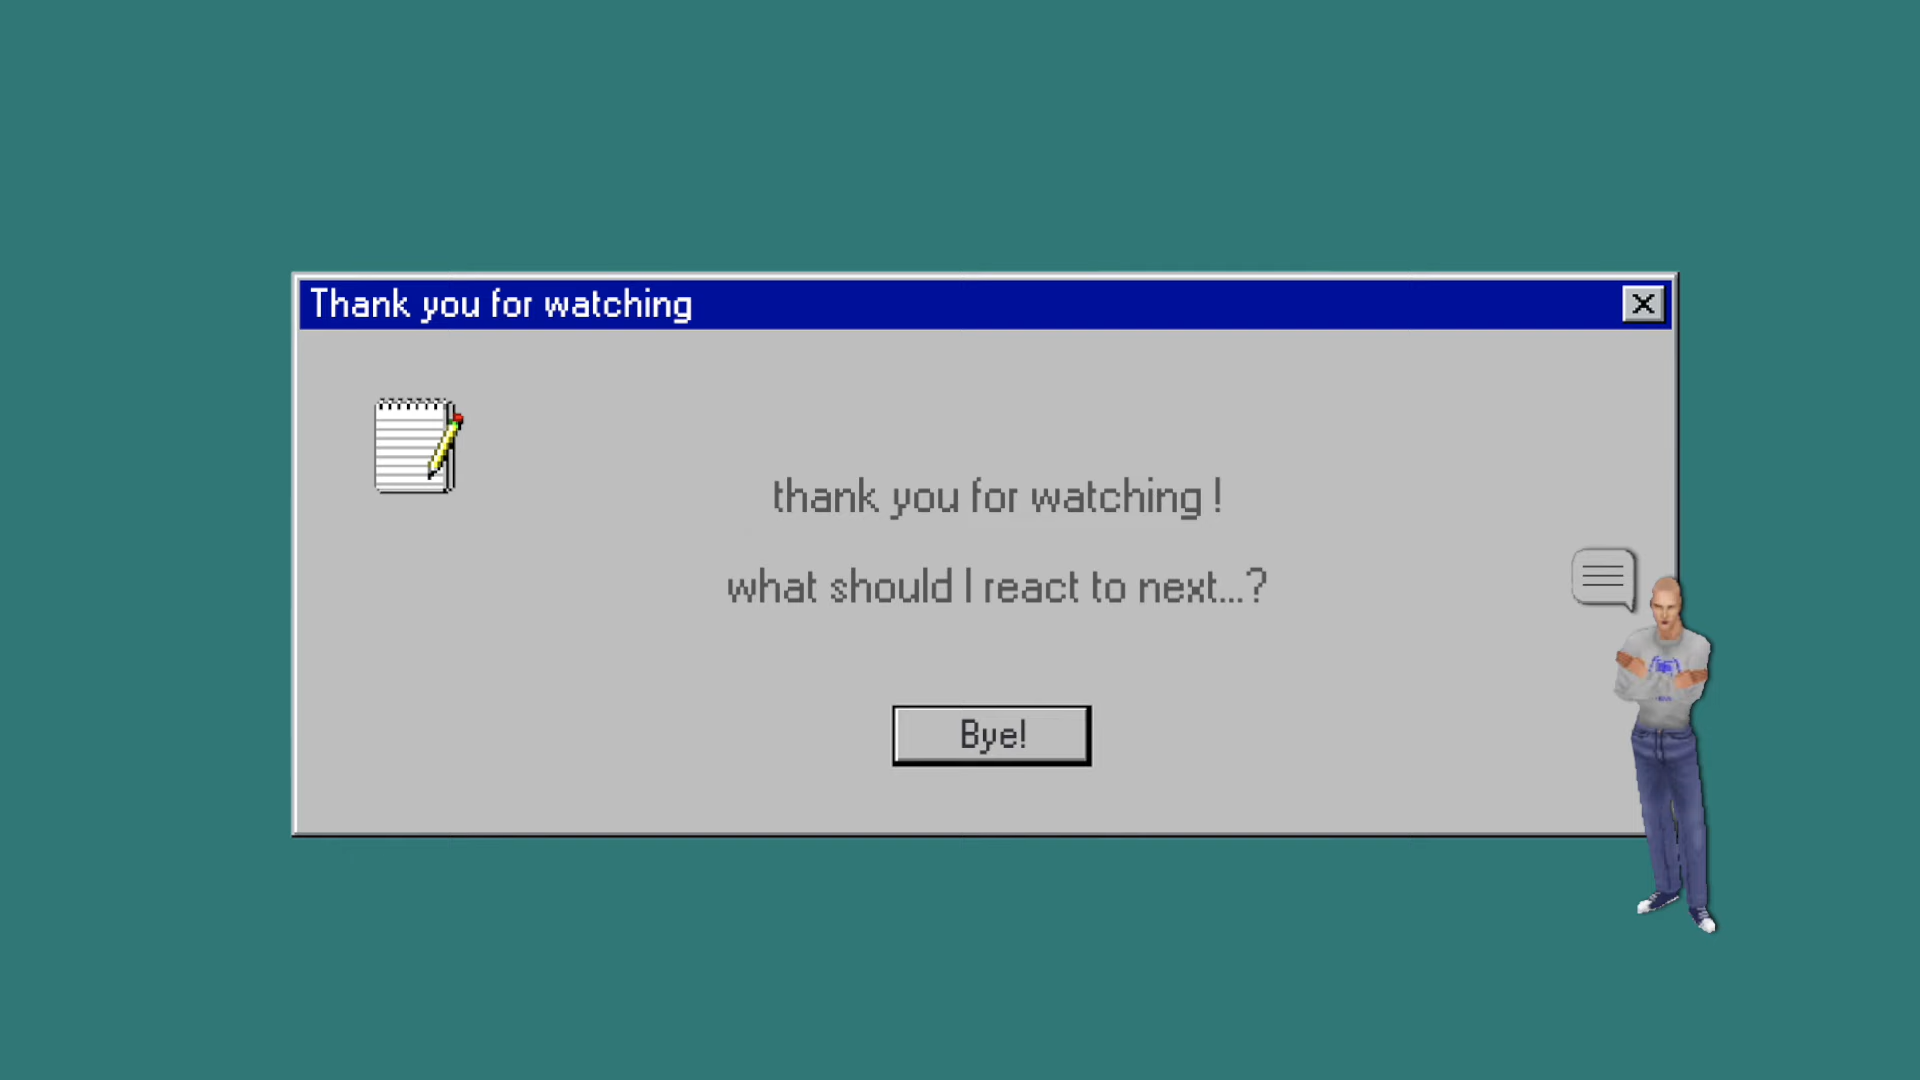 Thank you for watching
thank you for watching !
what should I react to next...?
Bye!